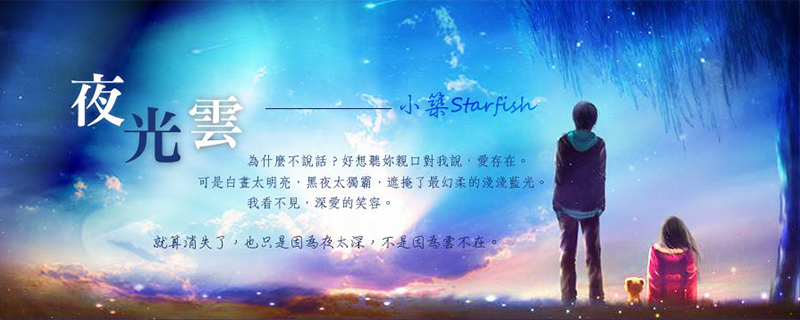 夜光雲
小築Starfish
為什麼不說話？好想聽妳親口對我說，愛存在。
可是白晝太明亮，黑夜太獨霸，遮掩了最幻柔的淺淺藍光。
我看不見，深愛的笑容。
就算消失了，也只是因為夜太深，不是因為雲不在。